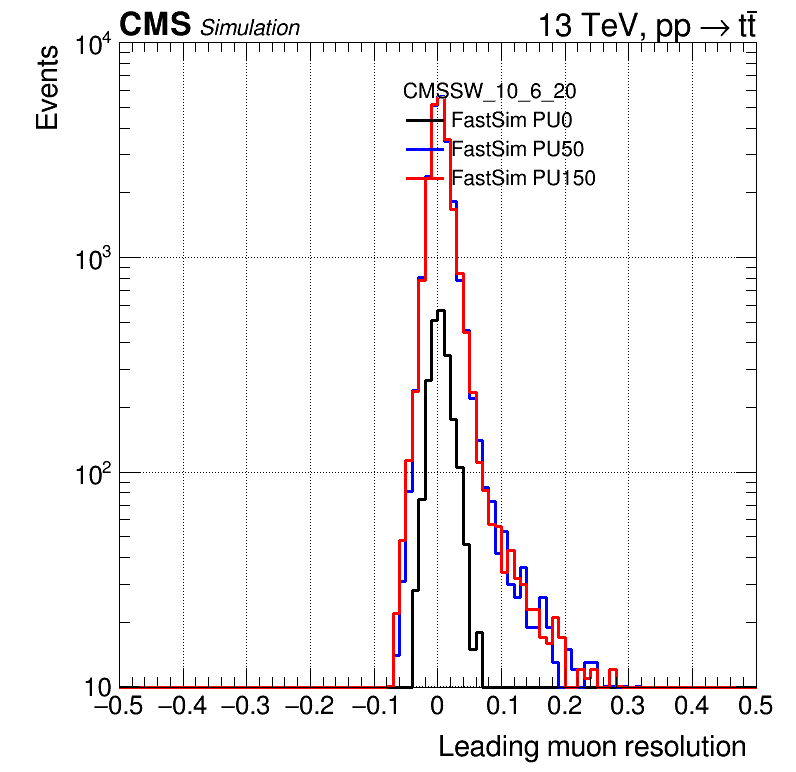 CMS Simulation 13 TeV, pp → tt̄
Events
CMSSW_10_6_20
FastSim PU0
FastSim PU50
FastSim PU150
10⁴
10³
10²
10
−0.5 −0.4 −0.3 −0.2 −0.1 0 0.1 0.2 0.3 0.4 0.5
Leading muon resolution